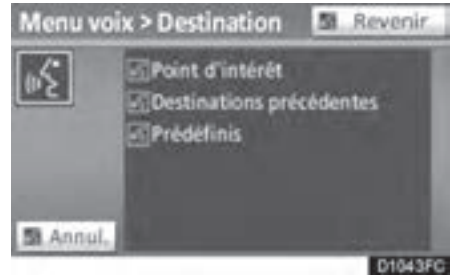 Menu voix > Destination
Revenir
Point d'intérêt
Destinations précédentes
Prédéfinis
Annul.
D1043FC